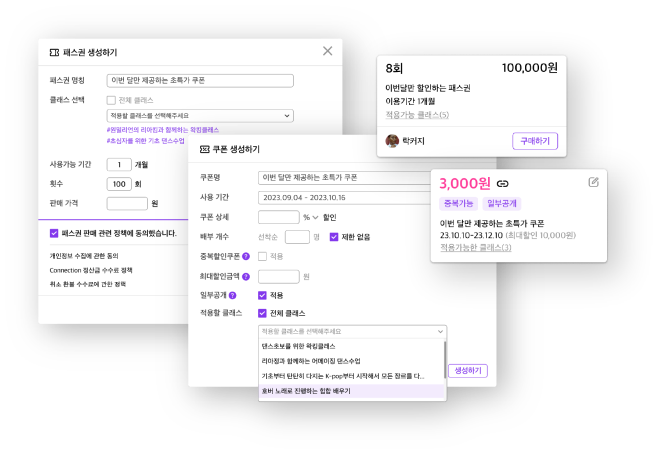 패스권 생성하기
패스권 명칭
이번 달만 제공하는 초특가 쿠폰
클래스 선택
전체 클래스
적용할 클래스를 선택해주세요
#원밀리언의 리아킴과 함께하는 왁킹클래스
#초심자를 위한 기초 댄스수업
사용가능 기간
1 개월
횟수
100 회
판매 가격
원
패스권 판매 관련 정책에 동의했습니다.
개인정보 수집에 관한 동의
Connection 정산금 수수료 정책
취소 환불 수수료에 관한 정책
쿠폰 생성하기
쿠폰명
이번 달만 제공하는 초특가 쿠폰
사용 기간
2023.09.04 - 2023.10.16
쿠폰 상세
% 할인
배부 개수
선착순
명
제한 없음
중복할인쿠폰 ?
적용
최대할인금액 ?
원
일부공개 ?
적용
적용할 클래스
전체 클래스
적용할 클래스를 선택해주세요
댄스초보를 위한 왁킹클래스
리아킴과 함께하는 어메이징 댄스수업
기초부터 탄탄히 다지는 K-pop부터 시작해서 모든 장르를 다...
호버 노래로 진행하는 힙합 배우기
생성하기
8회
100,000원
이번달만 할인하는 패스권
이용기간 1개월
적용가능 클래스(5)
락커지
구매하기
3,000원
중복가능
일부공개
이번 달만 제공하는 초특가 쿠폰
23.10.10-23.12.10 (최대할인 10,000원)
적용가능한 클래스(3)